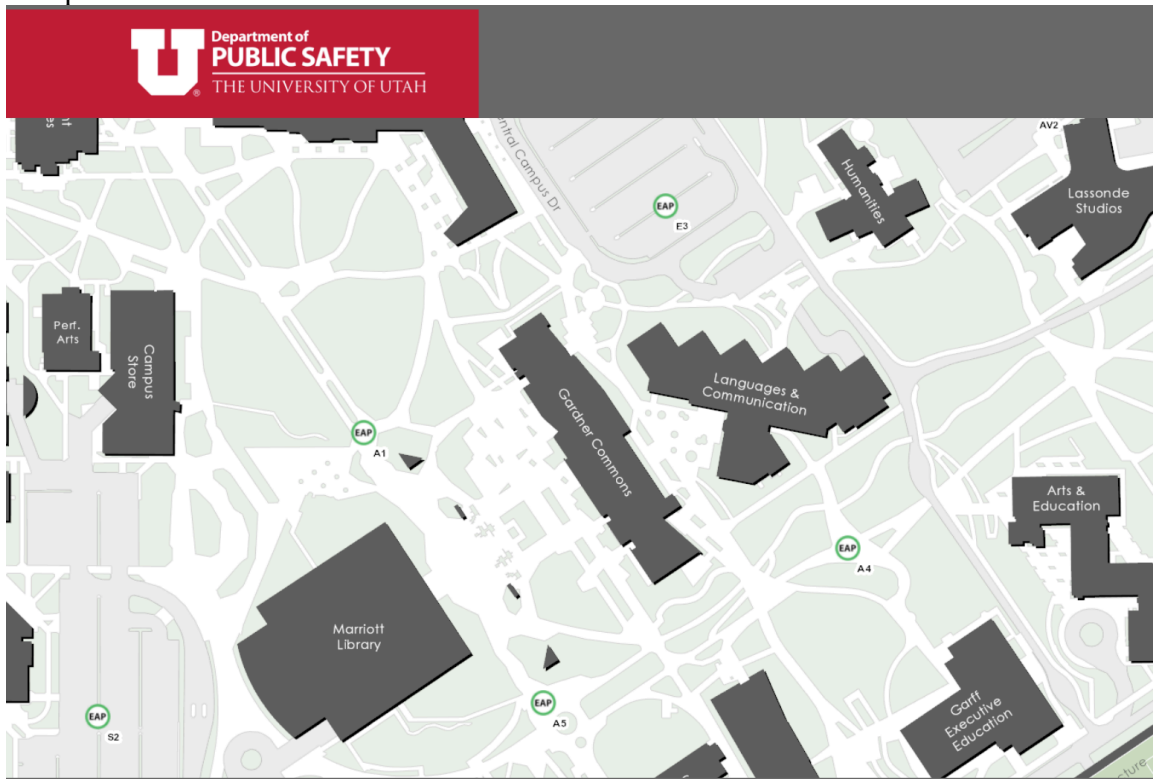 Department of
PUBLIC SAFETY
THE UNIVERSITY OF UTAH
®
Central Campus Dr
AV2
Humanities
Lassonde
Studios
EAP
E3
Perf.
Arts
Campus
Store
Gardner Commons
Languages &
Communication
EAP
A1
Arts &
Education
EAP
A4
Marriott
Library
EAP
A5
EAP
S2
Garff
Executive
Education